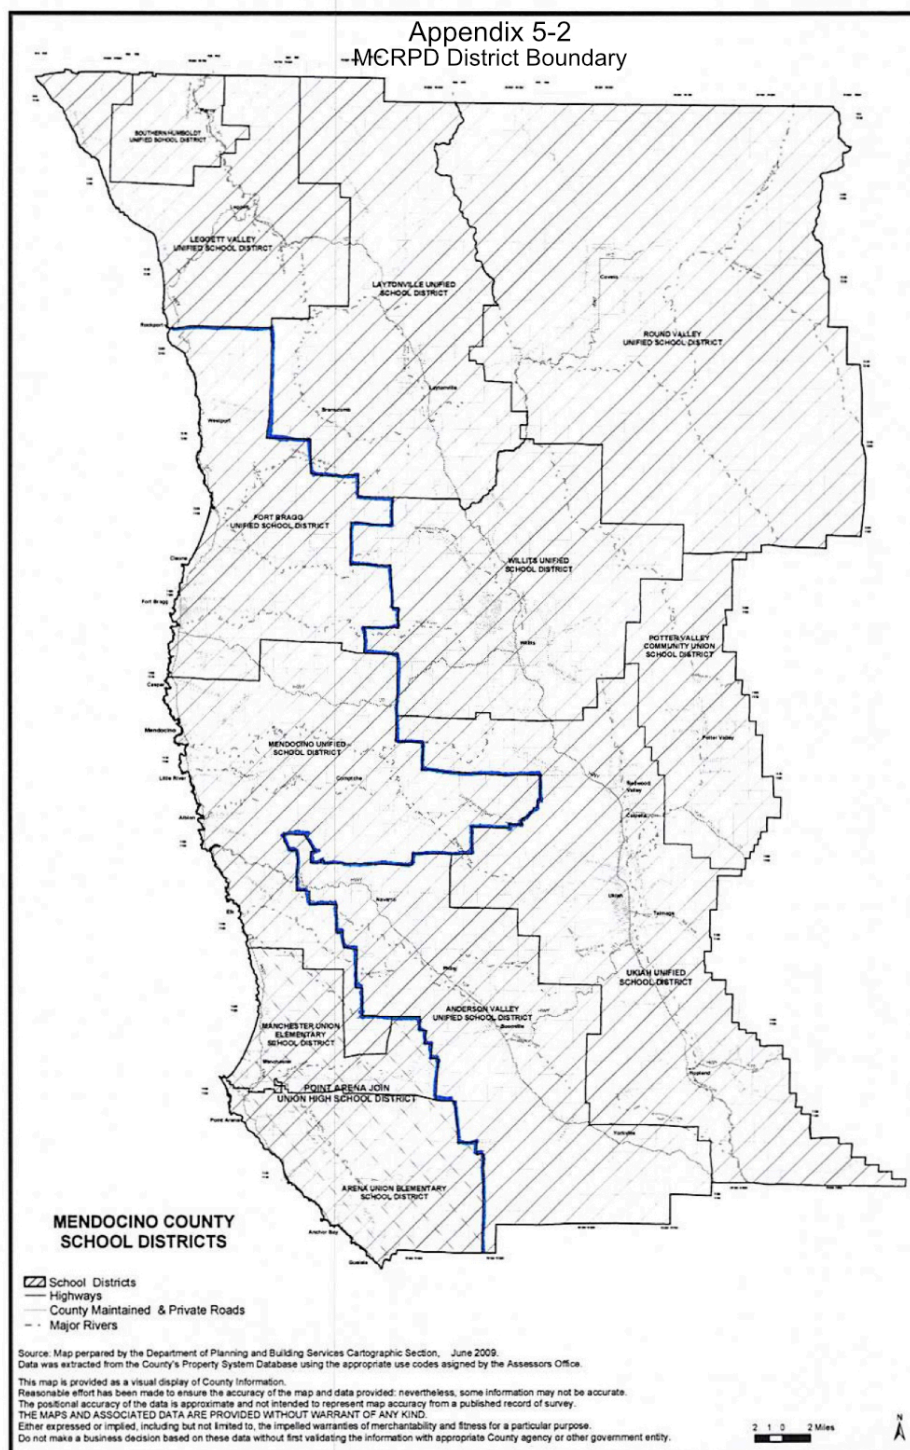 Appendix 5-2
MCRPD District Boundary
SOUTHERN HUMBOLDT
UNIFIED SCHOOL DISTRICT
Leggett
LEGGETT VALLEY
UNIFIED SCHOOL DISTIRCT
LAYTONVILLE UNIFIED
SCHOOL DISTRICT
Covelo
Rockport
ROUND VALLEY
UNIFIED SCHOOL DISTRICT
Laytonville
Branscomb
Westport
FORT BRAGG
UNIFIED SCHOOL DISTRICT
Cleone
WILLITS UNIFIED
SCHOOL DISTRICT
Fort Bragg
Willits
POTTER VALLEY
COMMUNITY UNION
SCHOOL DISTRICT
Casper
Mendocino
Potter Valley
MENDOCINO UNIFIED
SCHOOL DISTRICT
Little River
Comptche
Redwood
Valley
Calpella
Albion
Ukiah
Navarro
Elk
Talmage
Philo
UKIAH UNIFIED
SCHOOL DISTRICT
ANDERSON VALLEY
UNIFIED SCHOOL DISTRICT
Boonville
MANCHESTER UNION
ELEMENTARY
SCHOOL DISTRICT
Manchester
Hopland
POINT ARENA JOIN
UNION HIGH SCHOOL DISTRICT
Point Arena
Yorkville
ARENA UNION ELEMENTARY
SCHOOL DISTRICT
Anchor Bay
Gualala
MENDOCINO COUNTY
SCHOOL DISTRICTS
School Districts
Highways
County Maintained & Private Roads
Major Rivers
Source: Map perpared by the Department of Planning and Building Services Cartographic Section, June 2009.
Data was extracted from the County's Property System Database using the appropriate use codes asigned by the Assessors Office.
This map is provided as a visual display of County Information.
Reasonable effort has been made to ensure the accuracy of the map and data provided: nevertheless, some information may not be accurate.
The positional accuracy of the data is approximate and not intended to represent map accuracy from a published record of survey.
THE MAPS AND ASSOCIATED DATA ARE PROVIDED WITHOUT WARRANT OF ANY KIND.
Either expressed or implied, including but not limited to, the impelled warranties of merchantability and fitness for a particular purpose.
Do not make a business decision based on these data without first validating the information with appropriate County agency or other government entity.
2 1 0 2 Miles
N